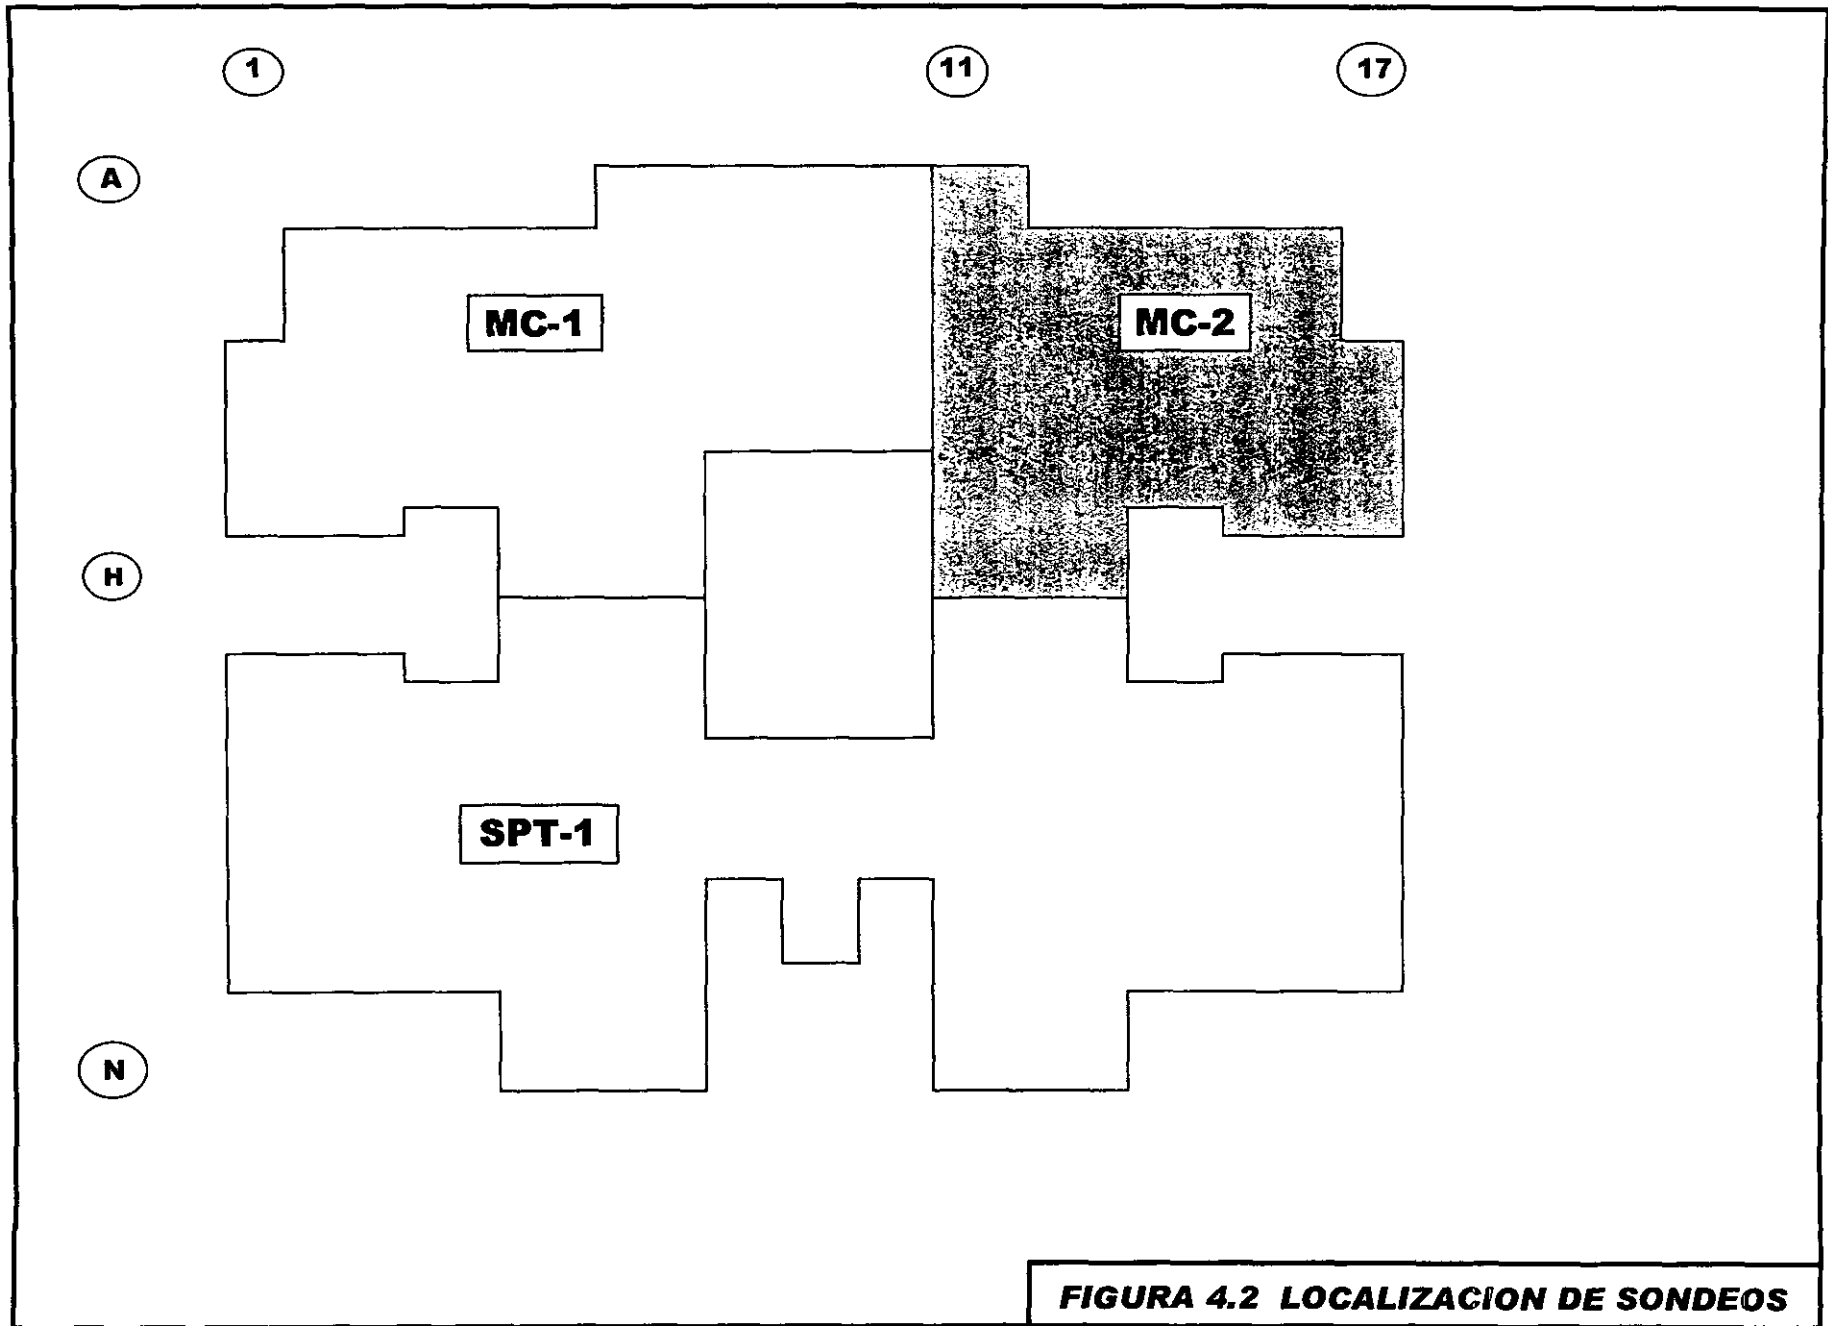 1
11
17
A
MC-1
MC-2
H
SPT-1
N
FIGURA 4.2 LOCALIZACION DE SONDEOS